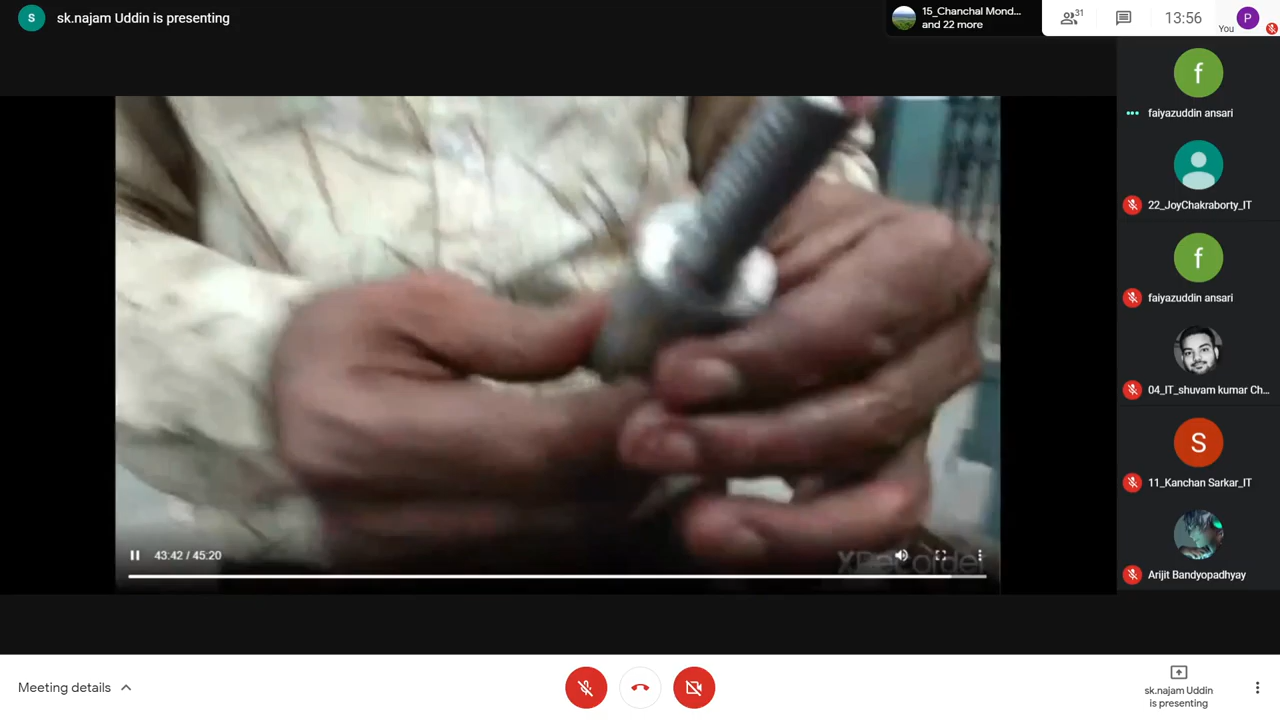 S
sk.najam Uddin is presenting
15_Chanchal Mond...
and 22 more
31
13:56
You
P
f
faiyazuddin ansari
22_JoyChakraborty_IT
f
faiyazuddin ansari
04_IT_shuvam kumar Ch...
S
11_Kanchan Sarkar_IT
Arijit Bandyopadhyay
43:42 / 45:20
XRecorder
Meeting details
sk.najam Uddin
is presenting